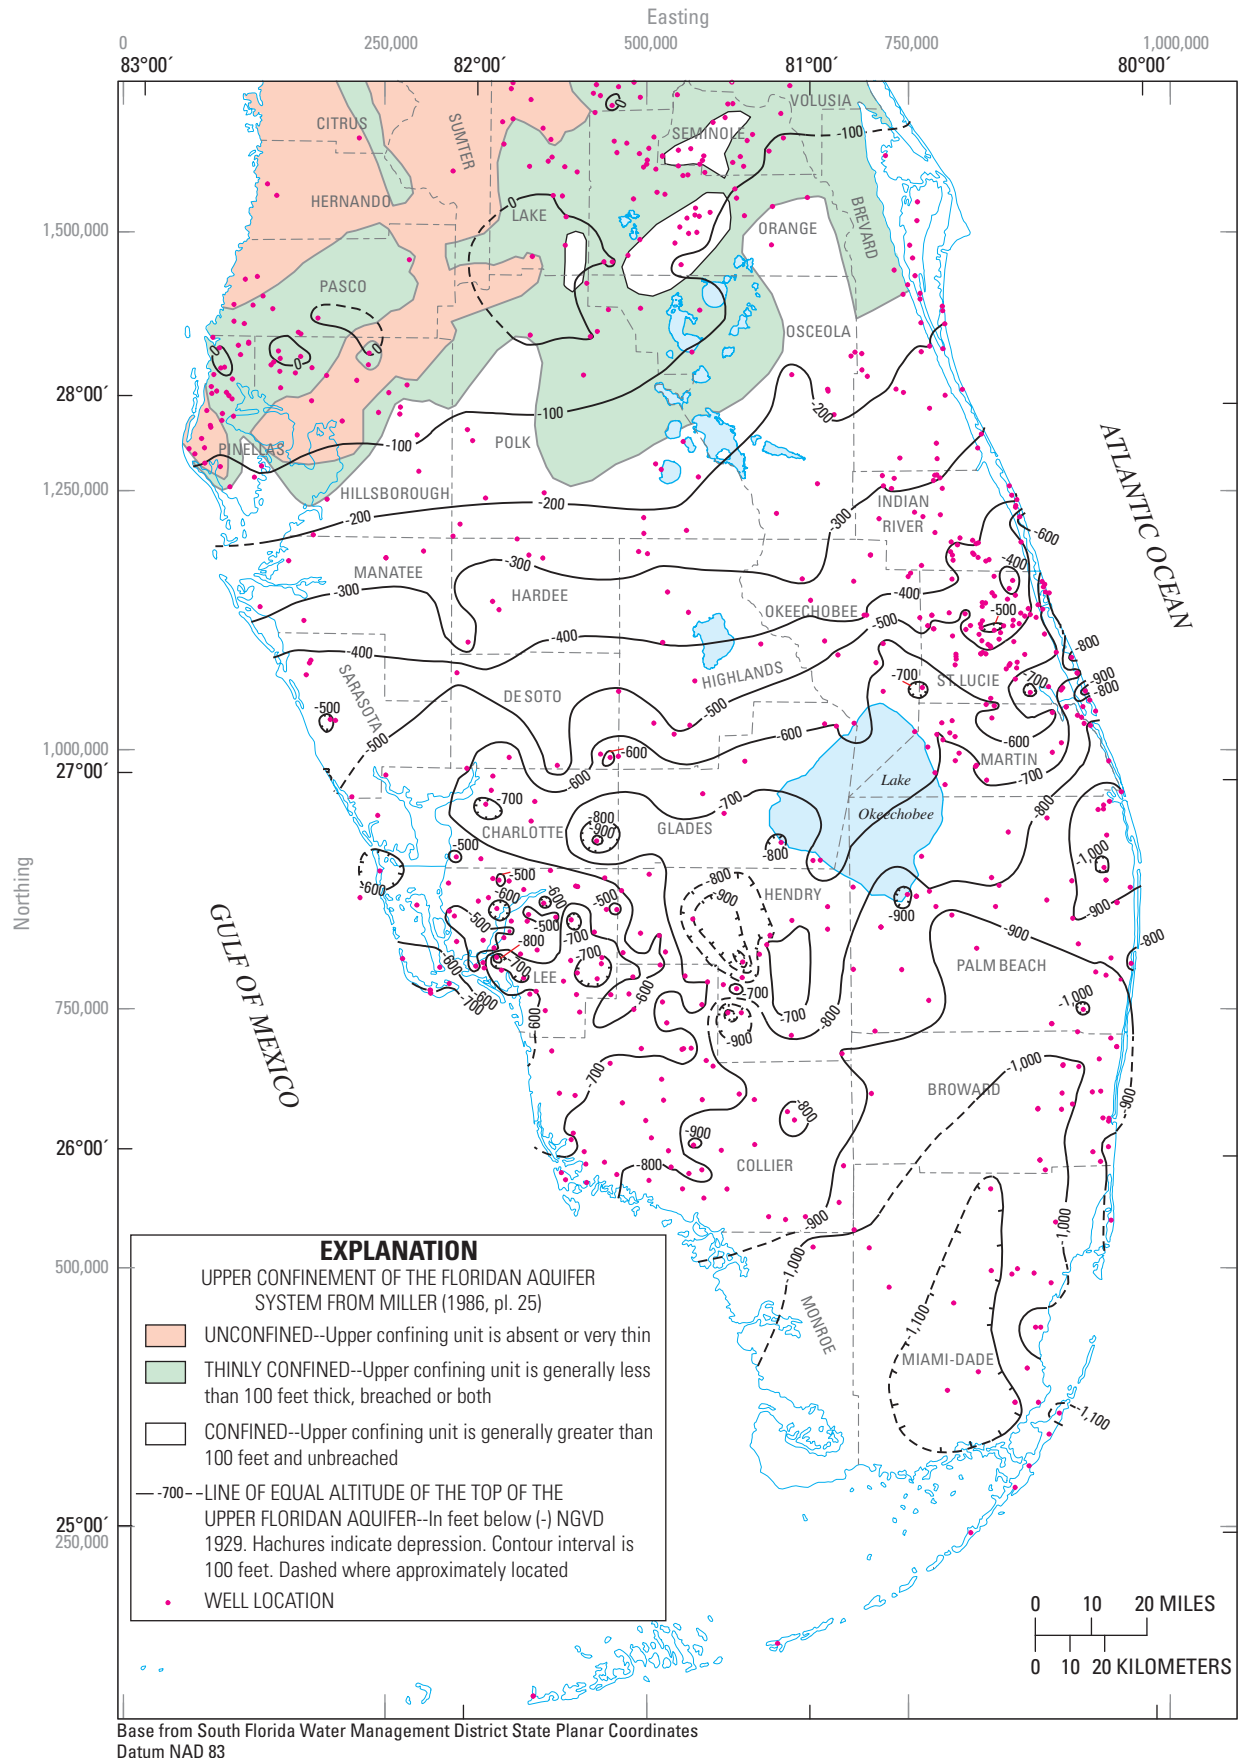 Easting
0 250,000 500,000 750,000 1,000,000
83°00´ 82°00´ 81°00´ 80°00´
Northing
1,500,000
28°00´
1,250,000
1,000,000
27°00´
750,000
26°00´
500,000
25°00´
250,000
CITRUS
SUMTER
VOLUSIA
SEMINOLE
HERNANDO
LAKE
ORANGE
BREVARD
PASCO
OSCEOLA
PINELLAS
POLK
HILLSBOROUGH
INDIAN
RIVER
MANATEE
HARDEE
OKEECHOBEE
SARASOTA
DE SOTO
HIGHLANDS
ST. LUCIE
MARTIN
Lake
Okeechobee
CHARLOTTE
GLADES
HENDRY
LEE
PALM BEACH
BROWARD
COLLIER
MONROE
MIAMI-DADE
ATLANTIC OCEAN
GULF OF MEXICO
0
-100
0
0
0
0
-100
-100
-200
-200
-200
-300
-300
-300
-400
-400
-400
-400
-500
-500
-500
-500
-500
-600
-600
-600
-600
-600
-700
-700
-700
-800
-900
-800
-800
-700
-700
-800
-900
-800
-500
-600
-500
-600
-600
-500
-500
-500
-700
-800
-700
-700
-600
-600
-700
-600
-600
-800
-900
-700
-900
-700
-800
-900
-900
-1,000
-900
-800
-1,000
-1,000
-900
-700
-800
-900
-800
-900
-1,000
-1,000
-1,100
-1,100
EXPLANATION
UPPER CONFINEMENT OF THE FLORIDAN AQUIFER
SYSTEM FROM MILLER (1986, pl. 25)
UNCONFINED--Upper confining unit is absent or very thin
THINLY CONFINED--Upper confining unit is generally less
than 100 feet thick, breached or both
CONFINED--Upper confining unit is generally greater than
100 feet and unbreached
-700 LINE OF EQUAL ALTITUDE OF THE TOP OF THE
UPPER FLORIDAN AQUIFER--In feet below (-) NGVD
1929. Hachures indicate depression. Contour interval is
100 feet. Dashed where approximately located
WELL LOCATION
0 10 20 MILES
0 10 20 KILOMETERS
Base from South Florida Water Management District State Planar Coordinates
Datum NAD 83